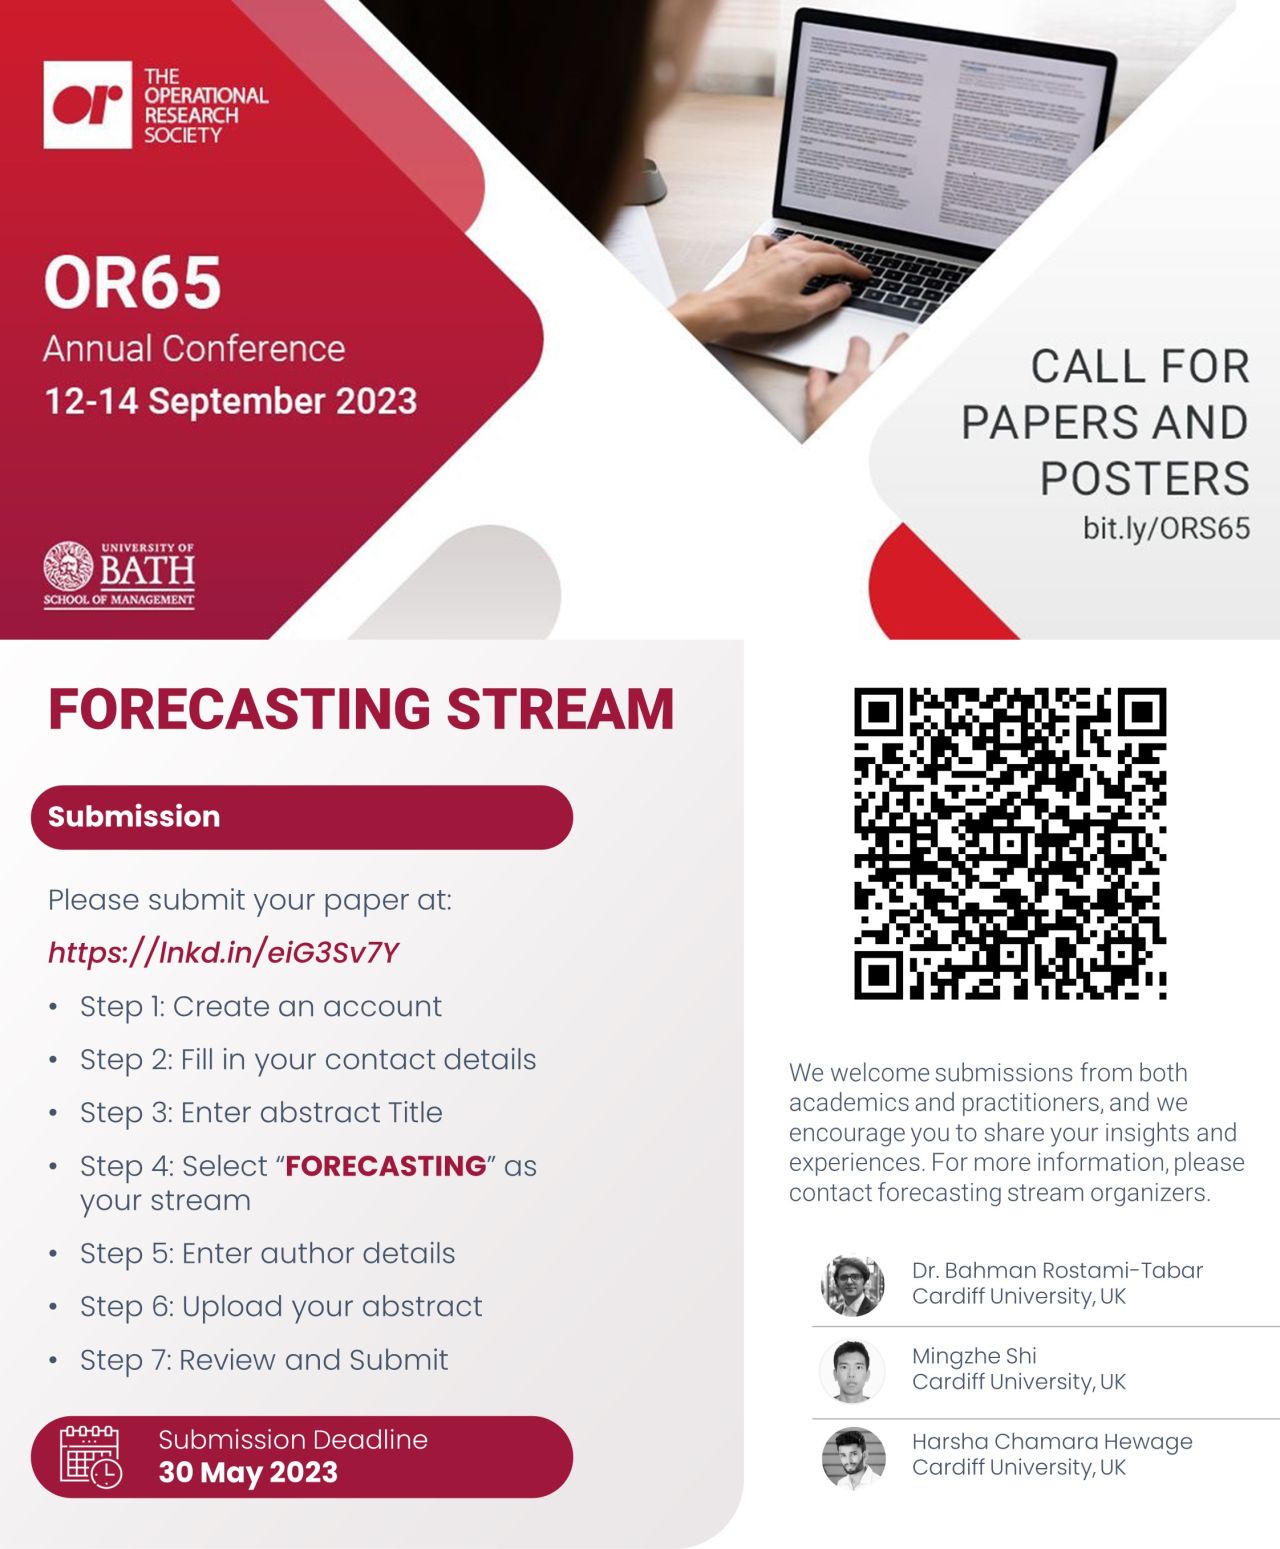 THE
OPERATIONAL
RESEARCH
SOCIETY
OR65
Annual Conference
12-14 September 2023
UNIVERSITY OF
BATH
SCHOOL OF MANAGEMENT
CALL FOR
PAPERS AND
POSTERS
bit.ly/ORS65
FORECASTING STREAM
Submission
Please submit your paper at:
https://lnkd.in/eiG3Sv7Y
• Step 1: Create an account
• Step 2: Fill in your contact details
• Step 3: Enter abstract Title
• Step 4: Select “FORECASTING” as
your stream
• Step 5: Enter author details
• Step 6: Upload your abstract
• Step 7: Review and Submit
Submission Deadline
30 May 2023
We welcome submissions from both
academics and practitioners, and we
encourage you to share your insights and
experiences. For more information, please
contact forecasting stream organizers.
Dr. Bahman Rostami-Tabar
Cardiff University, UK
Mingzhe Shi
Cardiff University, UK
Harsha Chamara Hewage
Cardiff University, UK